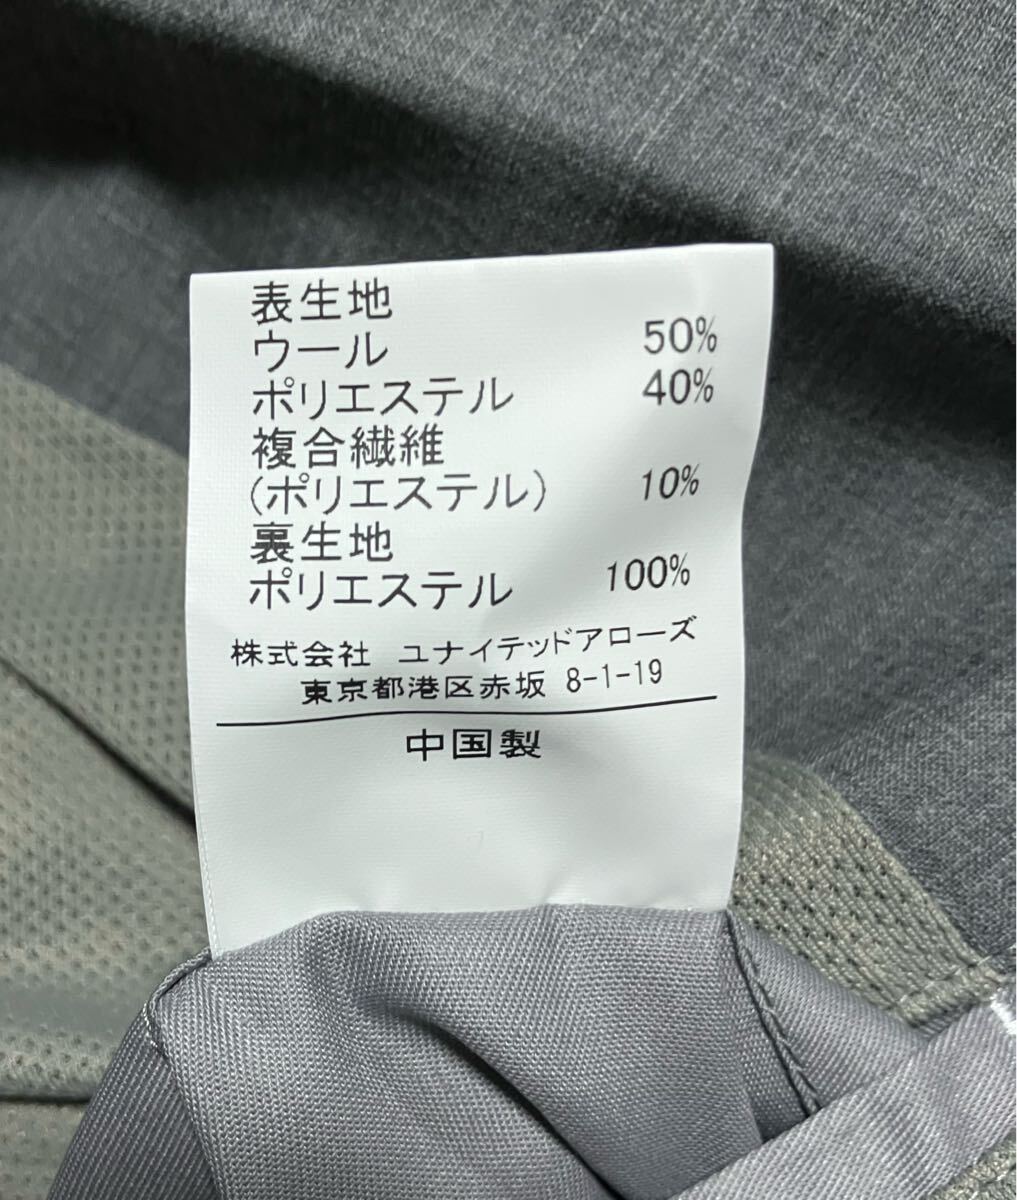 表生地
ウール 50%
ポリエステル 40%
複合繊維
(ポリエステル) 10%
裏生地
ポリエステル 100%
株式会社 ユナイテッドアローズ
東京都港区赤坂 8-1-19
中国製